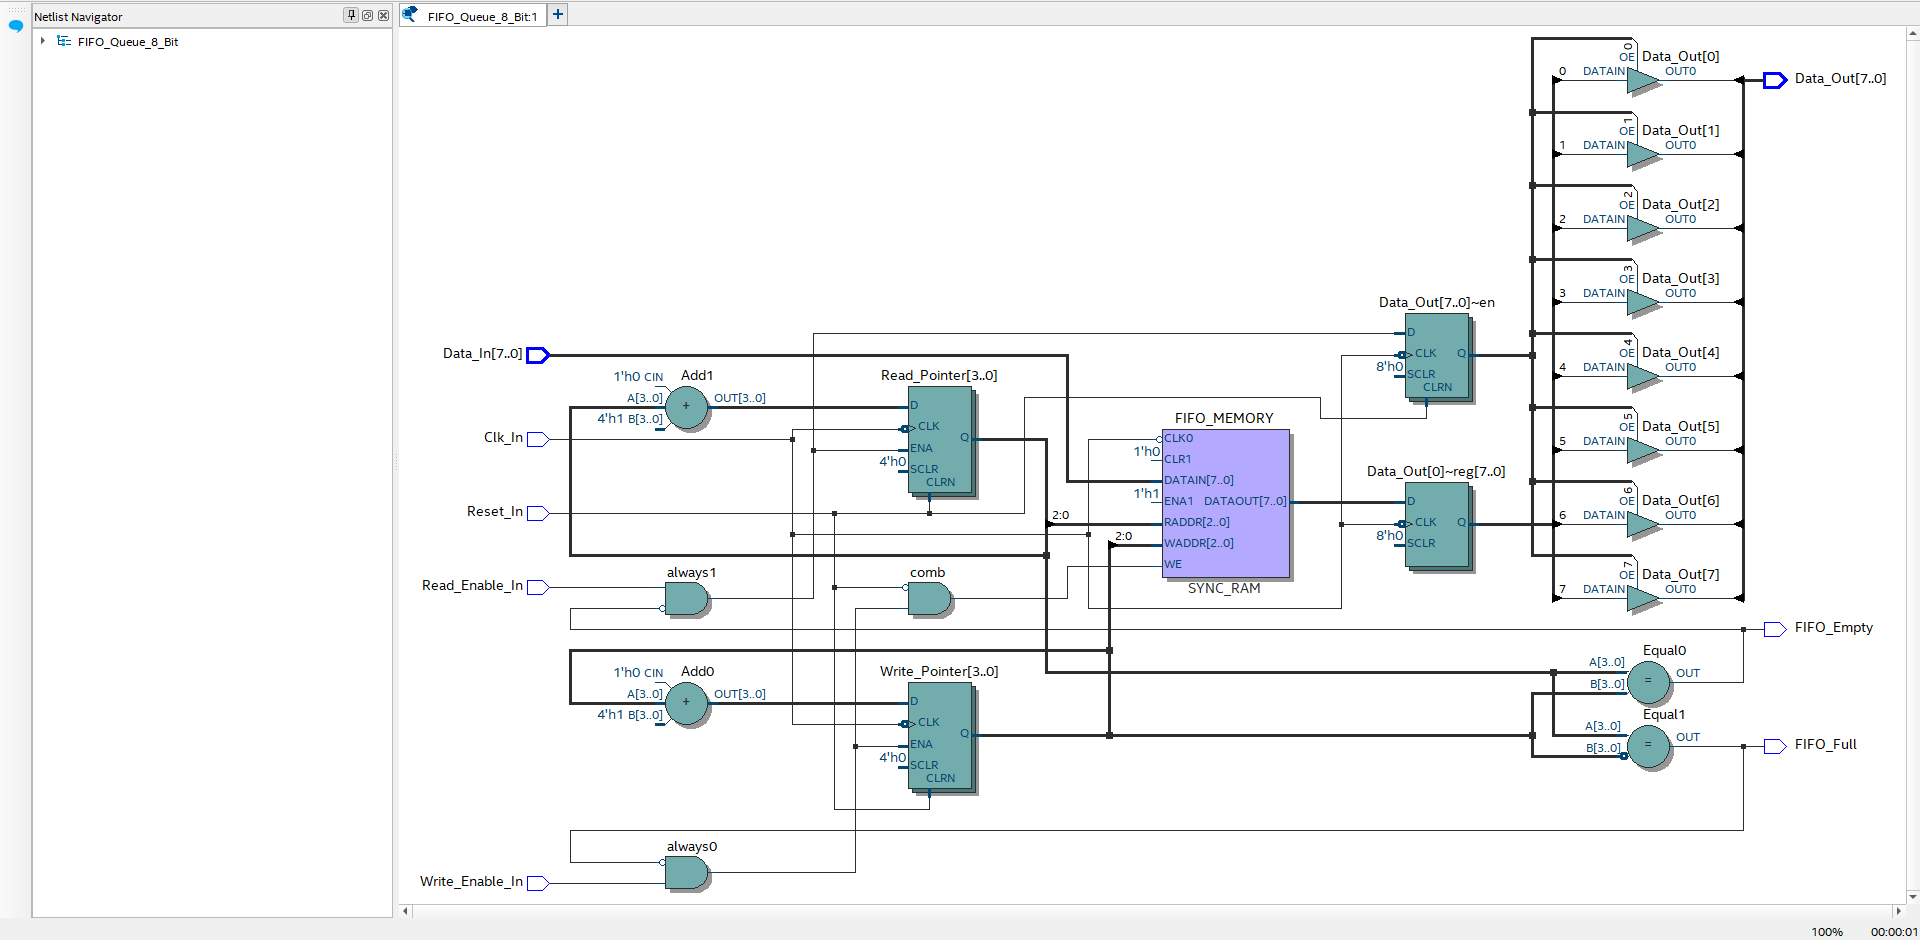 Netlist Navigator
FIFO_Queue_8_Bit
FIFO_Queue_8_Bit:1
+
0
OE
Data_Out[0]
0 DATAIN OUT0
Data_Out[7..0]
1
OE
Data_Out[1]
1 DATAIN OUT0
2
OE
Data_Out[2]
2 DATAIN OUT0
3
OE
Data_Out[3]
3 DATAIN OUT0
4
OE
Data_Out[4]
4 DATAIN OUT0
5
OE
Data_Out[5]
5 DATAIN OUT0
6
OE
Data_Out[6]
6 DATAIN OUT0
7
OE
Data_Out[7]
7 DATAIN OUT0
Data_Out[7..0]~en
D
CLK Q
8'h0 SCLR
CLRN
Data_In[7..0]
Add1
1'h0 CIN
A[3..0] OUT[3..0]
+
4'h1 B[3..0]
Read_Pointer[3..0]
D
CLK
Q
ENA
4'h0 SCLR
CLRN
Clk_In
FIFO_MEMORY
CLK0
1'h0 CLR1
DATAIN[7..0]
1'h1 ENA1 DATAOUT[7..0]
2:0 RADDR[2..0]
2:0 WADDR[2..0]
WE
SYNC_RAM
Data_Out[0]~reg[7..0]
D
CLK Q
8'h0 SCLR
Reset_In
Read_Enable_In
always1
comb
FIFO_Empty
Add0
1'h0 CIN
A[3..0] OUT[3..0]
+
4'h1 B[3..0]
Write_Pointer[3..0]
D
CLK
Q
ENA
4'h0 SCLR
CLRN
Equal0
A[3..0]
= OUT
B[3..0]
Equal1
A[3..0]
= OUT
B[3..0]
FIFO_Full
always0
Write_Enable_In
100% 00:00:01